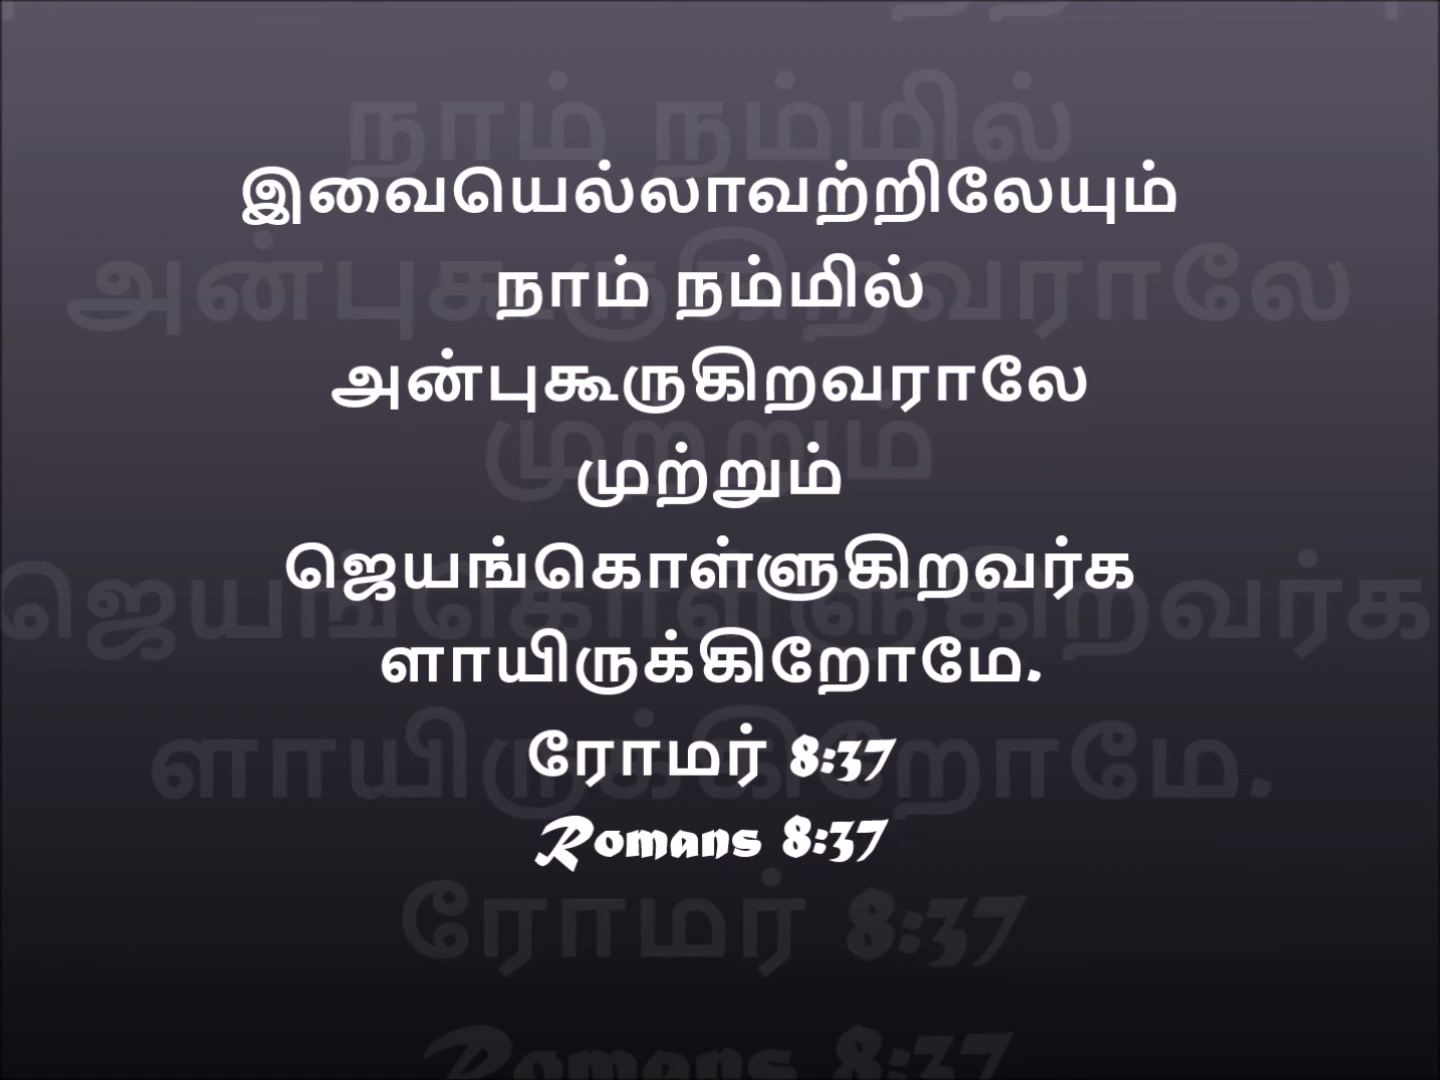 இவையெல்லாவற்றிலேயும்
நாம் நம்மில்
அன்புகூருகிறவராலே
முற்றும்
ஜெயங்கொள்ளுகிறவர்க
ளாயிருக்கிறோமே.
ரோமர் 8:37
Romans 8:37